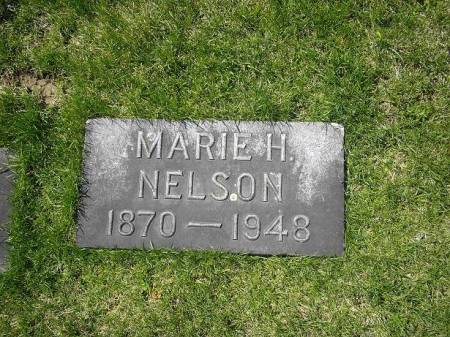 MARIE H.
NELSON
1870 — 1948